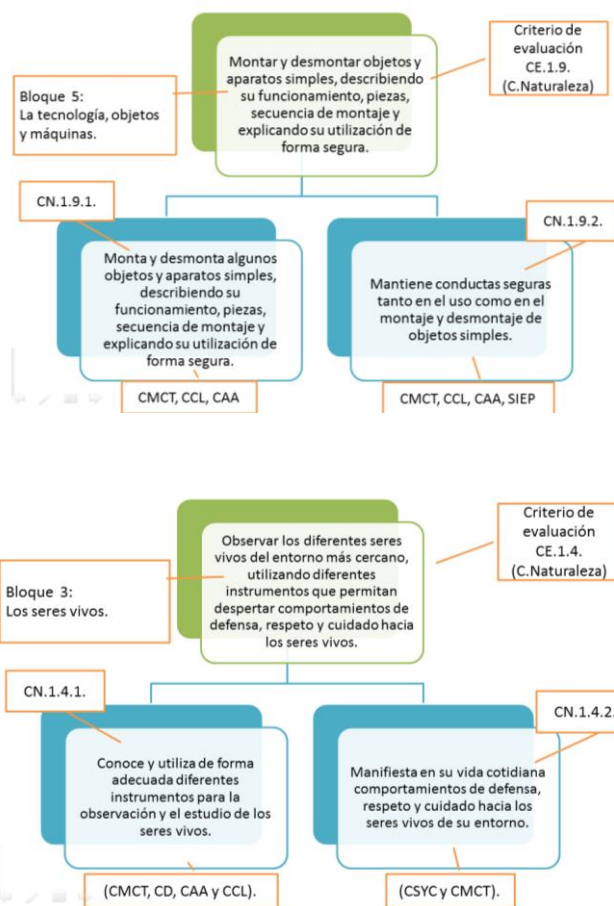 Criterio de
evaluación
CE.1.9.
(C.Naturaleza)
Montar y desmontar objetos y
aparatos simples, describiendo
su funcionamiento, piezas,
secuencia de montaje y
explicando su utilización de
forma segura.
Bloque 5:
La tecnología, objetos
y máquinas.
CN.1.9.1.
CN.1.9.2.
Monta y desmonta algunos
objetos y aparatos simples,
describiendo su
funcionamiento, piezas,
secuencia de montaje y
explicando su utilización de
forma segura.
Mantiene conductas seguras
tanto en el uso como en el
montaje y desmontaje de
objetos simples.
CMCT, CCL, CAA
CMCT, CCL, CAA, SIEP
Criterio de
evaluación
CE.1.4.
(C.Naturaleza)
Observar los diferentes seres
vivos del entorno más cercano,
utilizando diferentes
instrumentos que permitan
despertar comportamientos de
defensa, respeto y cuidado hacia
los seres vivos.
Bloque 3:
Los seres vivos.
CN.1.4.1.
CN.1.4.2.
Conoce y utiliza de forma
adecuada diferentes
instrumentos para la
observación y el estudio de los
seres vivos.
Manifiesta en su vida cotidiana
comportamientos de defensa,
respeto y cuidado hacia los
seres vivos de su entorno.
(CMCT, CD, CAA y CCL).
(CSYC y CMCT).